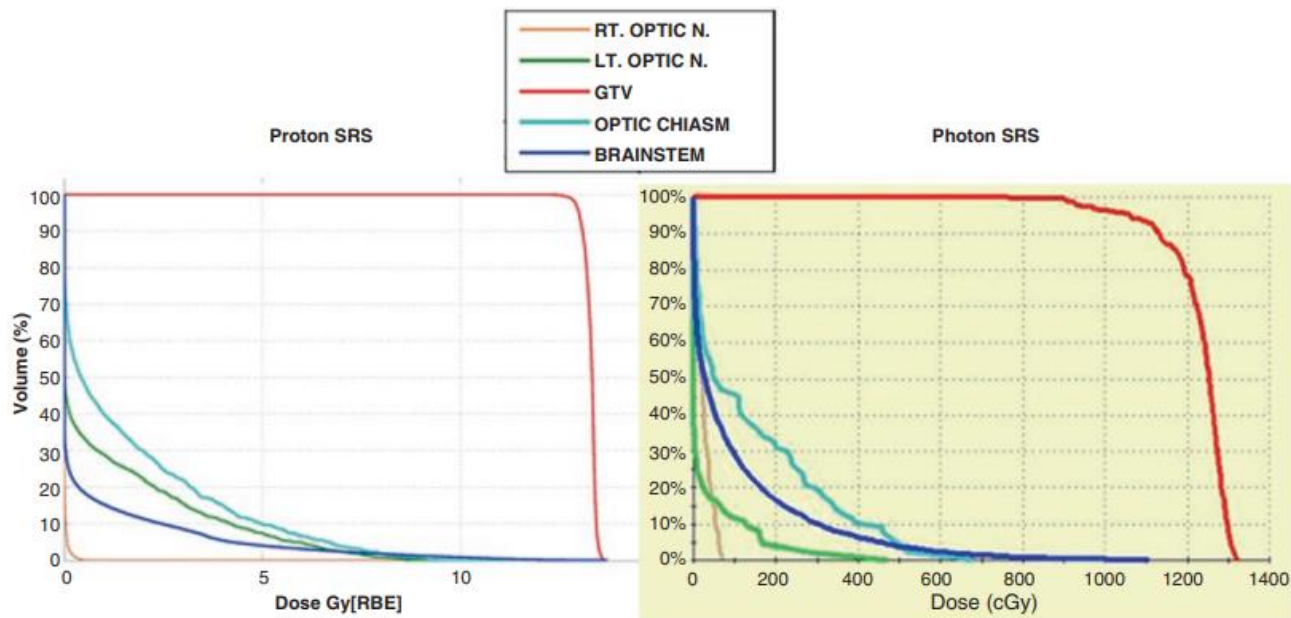 RT. OPTIC N.
LT. OPTIC N.
GTV
OPTIC CHIASM
BRAINSTEM
Proton SRS
Photon SRS
Volume (%)
100
90
80
70
60
50
40
30
20
10
0
0 5 10
Dose Gy[RBE]
100%
90%
80%
70%
60%
50%
40%
30%
20%
10%
0%
0 200 400 600 800 1000 1200 1400
Dose (cGy)